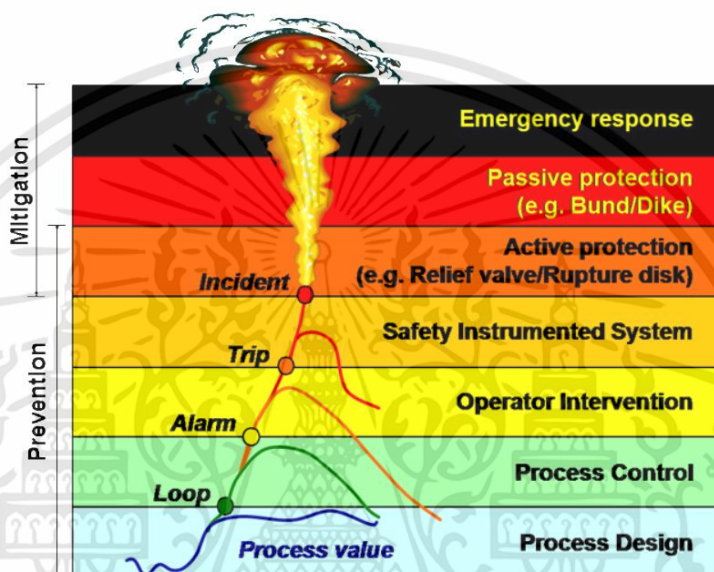 Emergency response
Passive protection
(e.g. Bund/Dike)
Active protection
(e.g. Relief valve/Rupture disk)
Safety Instrumented System
Operator Intervention
Process Control
Process Design
Mitigation
Prevention
Incident
Trip
Alarm
Loop
Process value